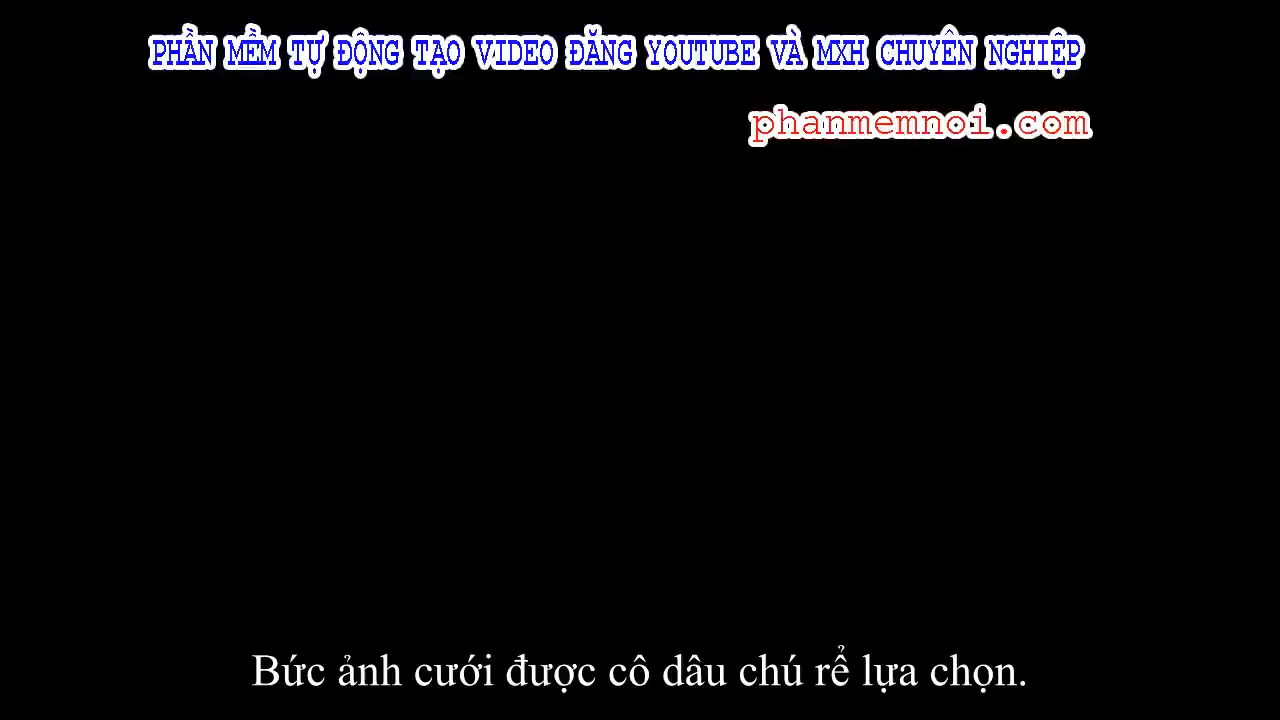 PHẦN MỀM TỰ ĐỘNG TẠO VIDEO ĐĂNG YOUTUBE VÀ MXH CHUYÊN NGHIỆP
phanmemnoi.com
Bức ảnh cưới được cô dâu chú rể lựa chọn.